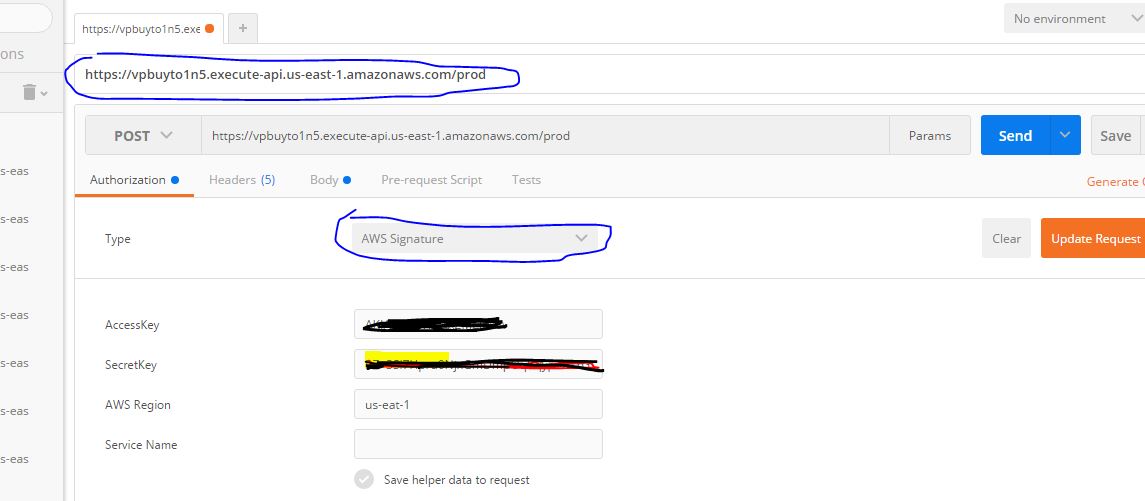 https://vpbuyto1n5.exe
+
No environment
ons
https://vpbuyto1n5.execute-api.us-east-1.amazonaws.com/prod
POST
https://vpbuyto1n5.execute-api.us-east-1.amazonaws.com/prod
Params
Send
Save
s-eas
Authorization
Headers (5)
Body
Pre-request Script
Tests
Generate C
s-eas
Type
AWS Signature
Clear
Update Request
s-eas
s-eas
AccessKey
s-eas
SecretKey
AWS Region
us-eat-1
s-eas
Service Name
s-eas
Save helper data to request